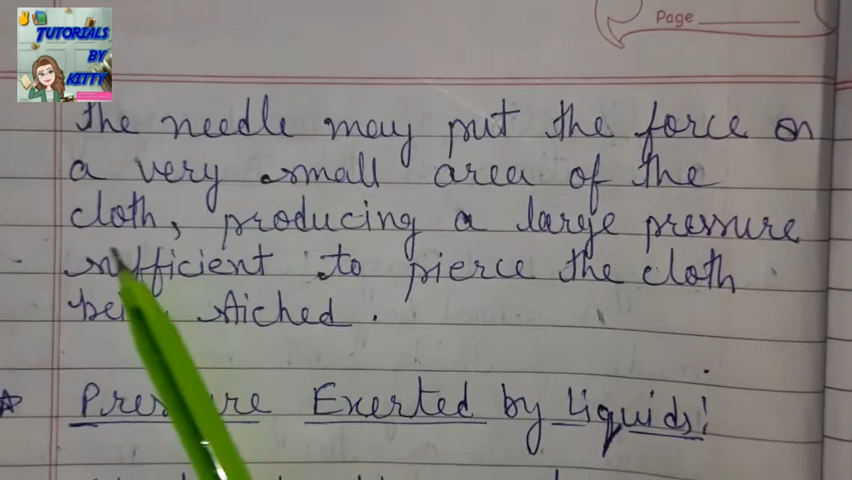 TUTORIALS
BY
KITTY
Page
the needle may put the force on
a very small area of the
cloth, producing a large pressure
sufficient to pierce the cloth
stiched.
Pressure Exerted by Liquids: